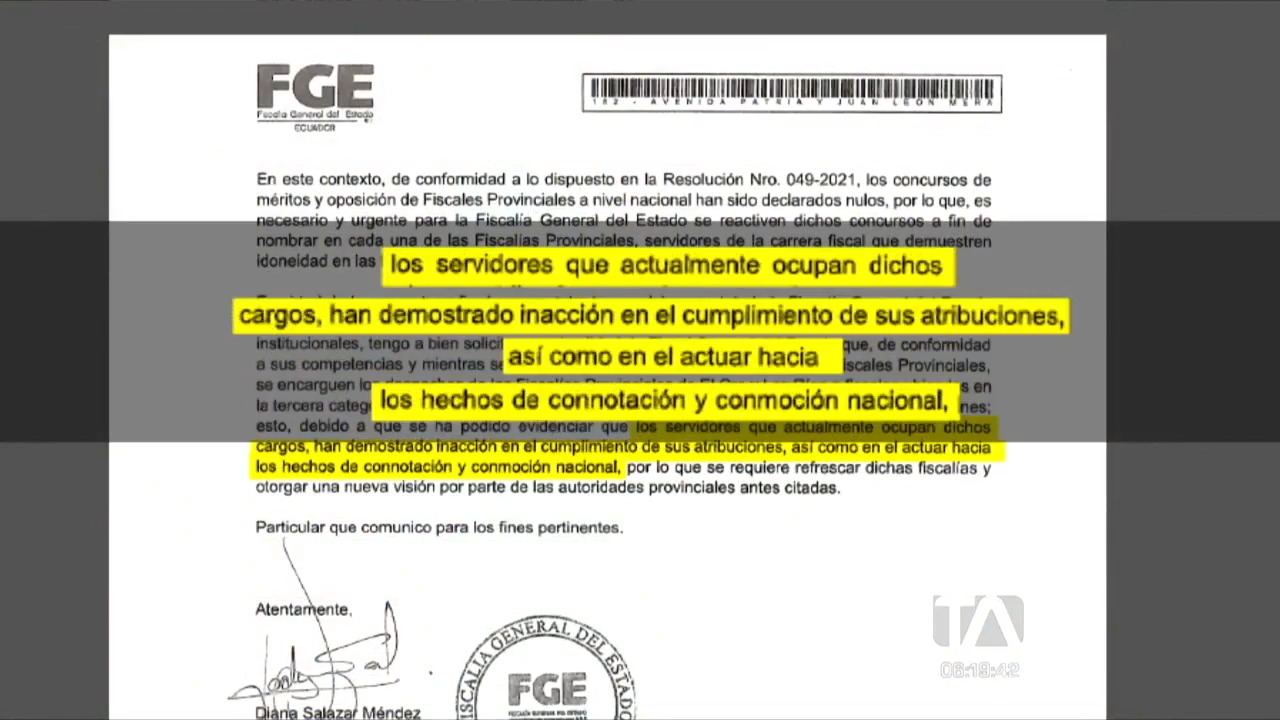 FGE
Fiscalía General del Estado
ECUADOR
182 - AVENIDA PATRIA Y JUAN LEON MERA
En este contexto, de conformidad a lo dispuesto en la Resolución Nro. 049-2021, los concursos de
méritos y oposición de Fiscales Provinciales a nivel nacional han sido declarados nulos, por lo que, es
necesario y urgente para la Fiscalía General del Estado se reactiven dichos concursos a fin de
nombrar en cada una de las Fiscalías Provinciales, servidores de la carrera fiscal que demuestren
idoneidad en las
los servidores que actualmente ocupan dichos
cargos, han demostrado inacción en el cumplimiento de sus atribuciones,
institucionales, tengo a bien solicit que, de conformidad
así como en el actuar hacia
a sus competencias y mientras se iscales Provinciales,
se encarguen los en
los hechos de connotación y conmoción nacional,
la tercera categ nes;
esto, debido a que se ha podido evidenciar que los servidores que actualmente ocupan dichos
cargos, han demostrado inacción en el cumplimiento de sus atribuciones, así como en el actuar hacia
los hechos de connotación y conmoción nacional, por lo que se requiere refrescar dichas fiscalías y
otorgar una nueva visión por parte de las autoridades provinciales antes citadas.
Particular que comunico para los fines pertinentes.
Atentamente,
Diana Salazar Méndez
FISCALIA GENERAL DEL ESTADO
FGE
TA
06:19:42